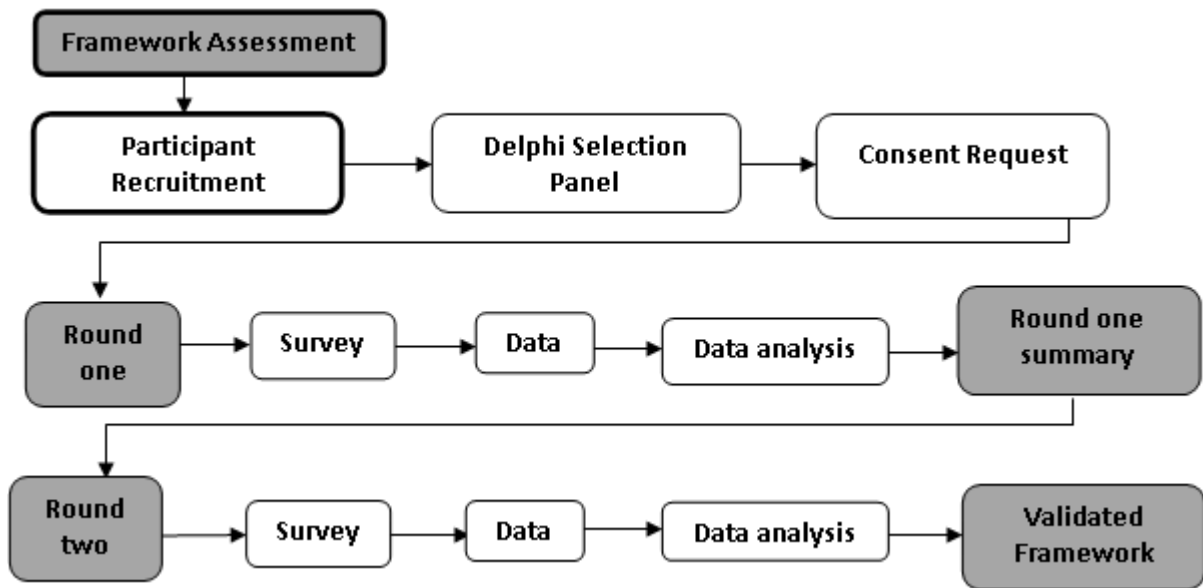 Framework Assessment
Participant
Recruitment
Delphi Selection
Panel
Consent Request
Round
one
Survey
Data
Data analysis
Round one
summary
Round
two
Survey
Data
Data analysis
Validated
Framework